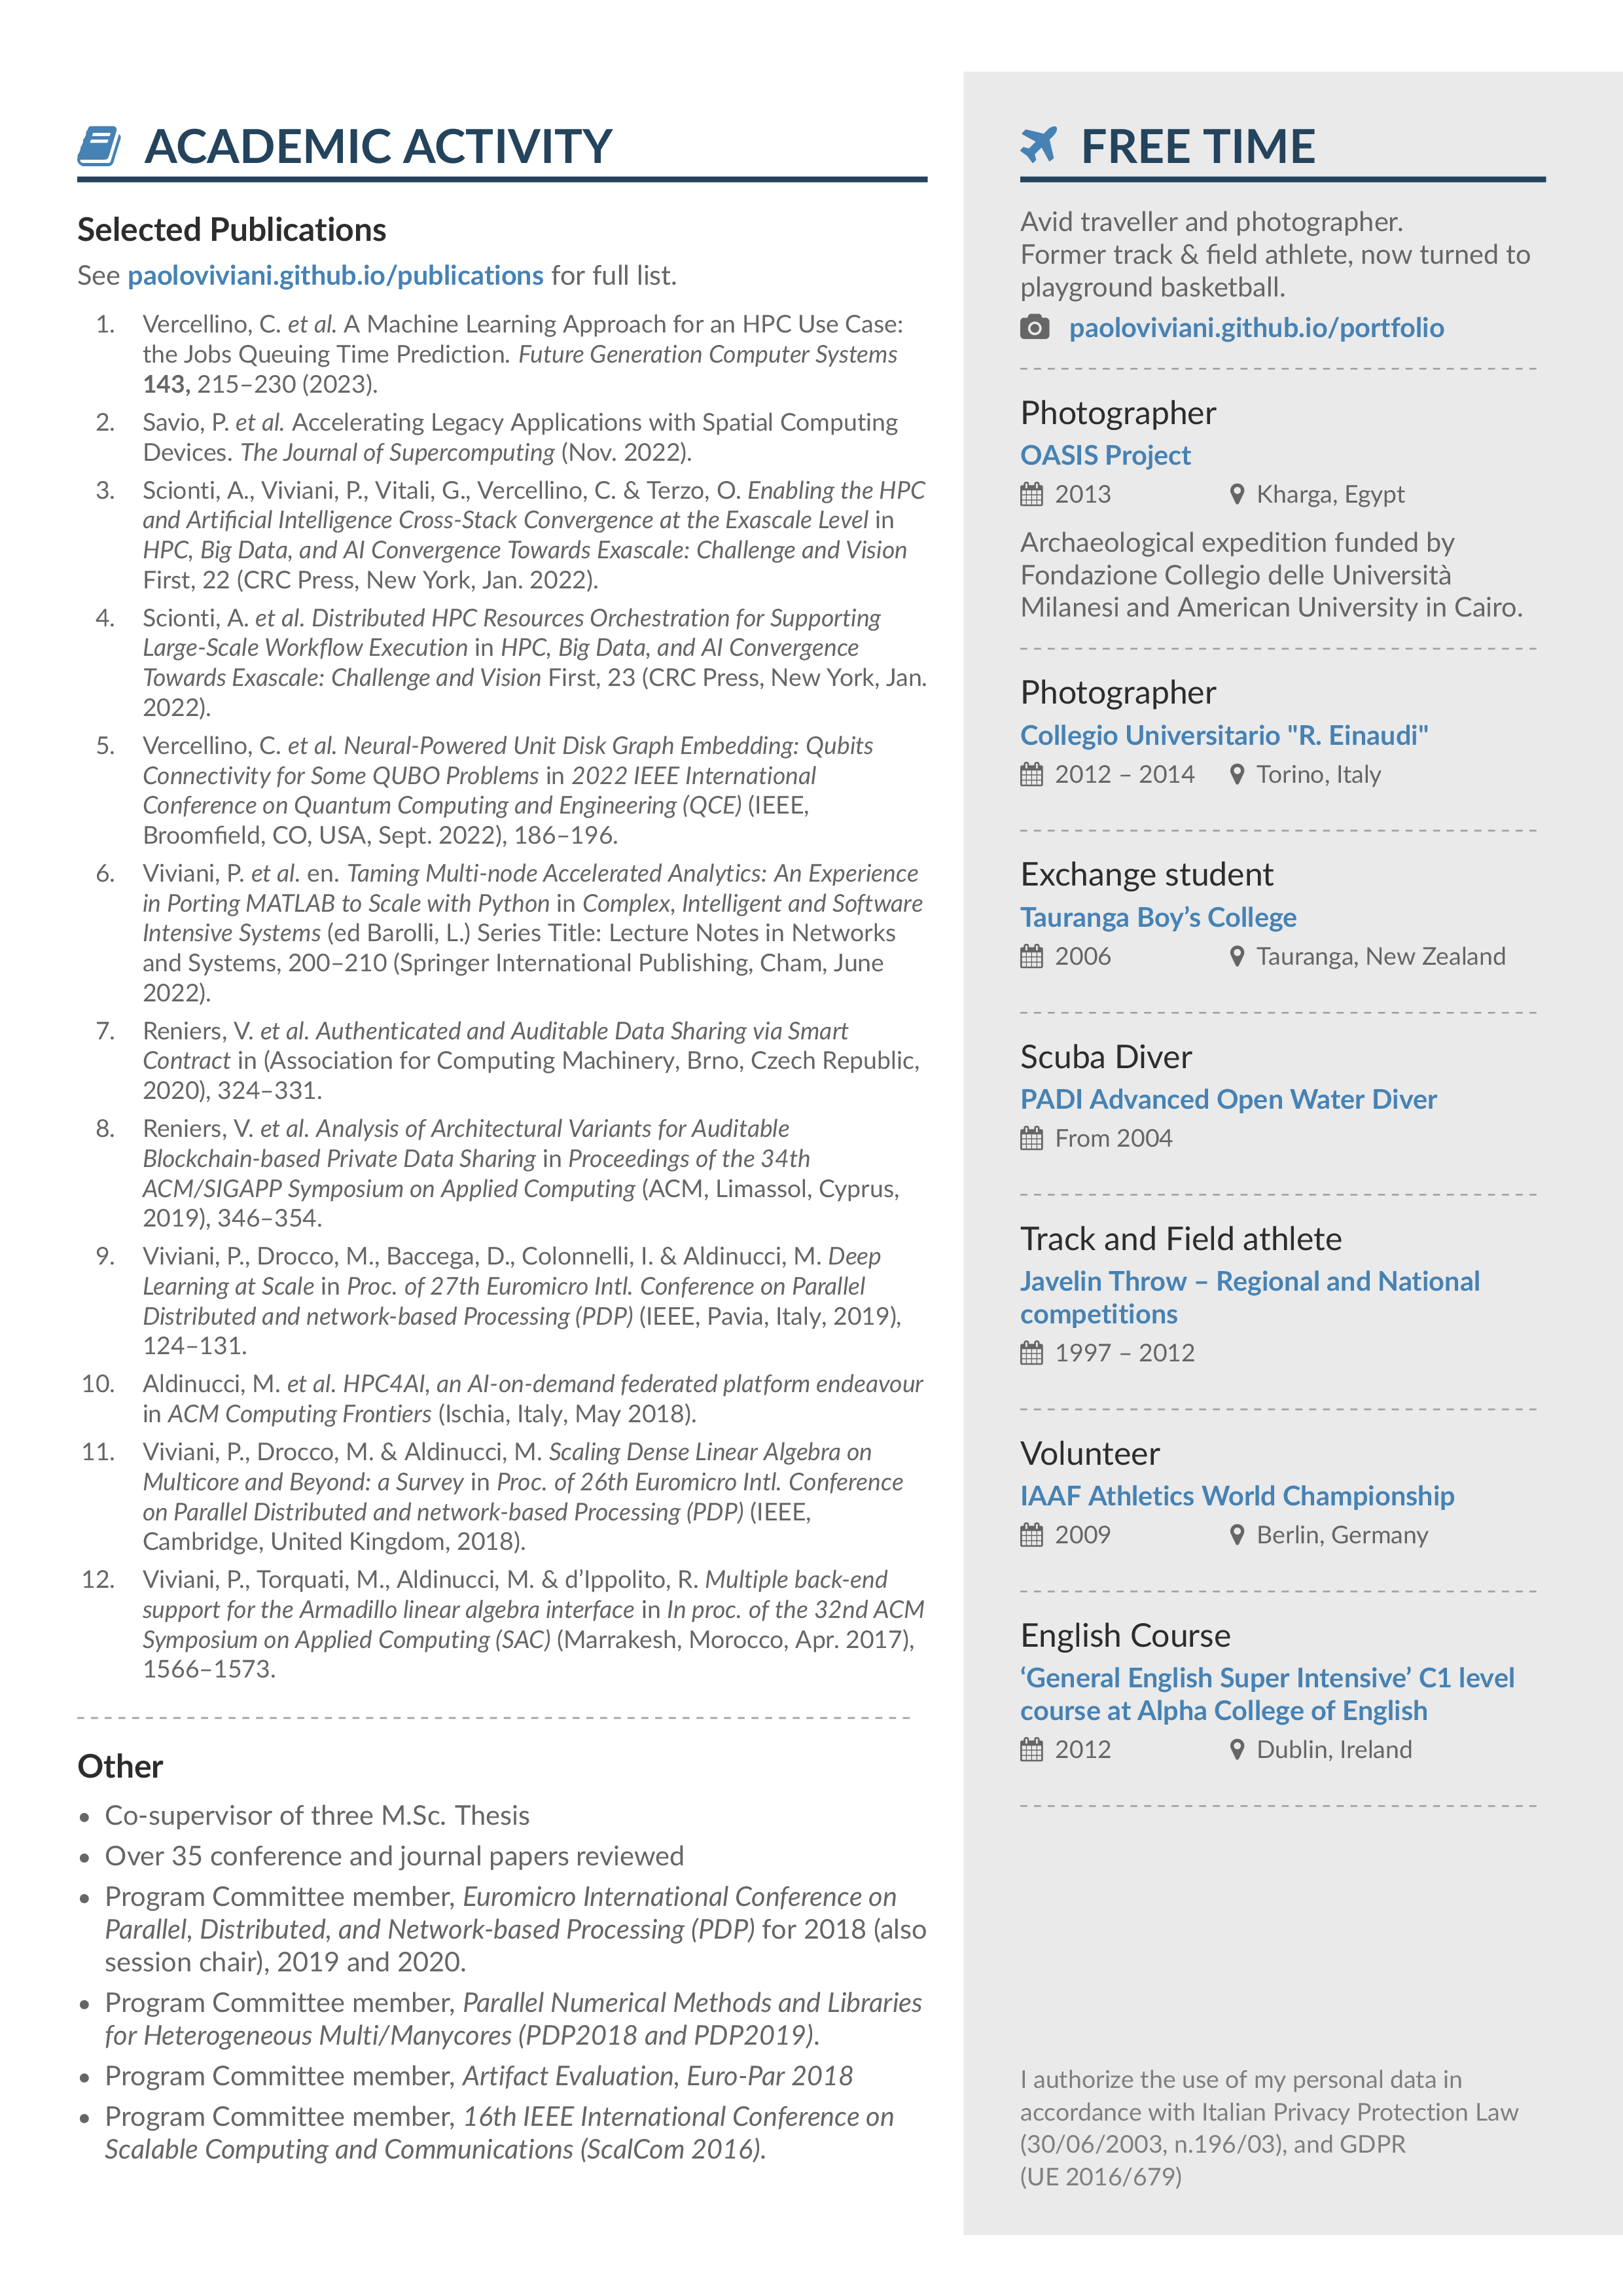 ACADEMIC ACTIVITY
Selected Publications
See paoloviviani.github.io/publications for full list.
1. Vercellino, C. et al. A Machine Learning Approach for an HPC Use Case:
the Jobs Queuing Time Prediction. Future Generation Computer Systems
143, 215–230 (2023).
2. Savio, P. et al. Accelerating Legacy Applications with Spatial Computing
Devices. The Journal of Supercomputing (Nov. 2022).
3. Scionti, A., Viviani, P., Vitali, G., Vercellino, C. & Terzo, O. Enabling the HPC
and Artificial Intelligence Cross-Stack Convergence at the Exascale Level in
HPC, Big Data, and AI Convergence Towards Exascale: Challenge and Vision
First, 22 (CRC Press, New York, Jan. 2022).
4. Scionti, A. et al. Distributed HPC Resources Orchestration for Supporting
Large-Scale Workflow Execution in HPC, Big Data, and AI Convergence
Towards Exascale: Challenge and Vision First, 23 (CRC Press, New York, Jan.
2022).
5. Vercellino, C. et al. Neural-Powered Unit Disk Graph Embedding: Qubits
Connectivity for Some QUBO Problems in 2022 IEEE International
Conference on Quantum Computing and Engineering (QCE) (IEEE,
Broomfield, CO, USA, Sept. 2022), 186–196.
6. Viviani, P. et al. en. Taming Multi-node Accelerated Analytics: An Experience
in Porting MATLAB to Scale with Python in Complex, Intelligent and Software
Intensive Systems (ed Barolli, L.) Series Title: Lecture Notes in Networks
and Systems, 200–210 (Springer International Publishing, Cham, June
2022).
7. Reniers, V. et al. Authenticated and Auditable Data Sharing via Smart
Contract in (Association for Computing Machinery, Brno, Czech Republic,
2020), 324–331.
8. Reniers, V. et al. Analysis of Architectural Variants for Auditable
Blockchain-based Private Data Sharing in Proceedings of the 34th
ACM/SIGAPP Symposium on Applied Computing (ACM, Limassol, Cyprus,
2019), 346–354.
9. Viviani, P., Drocco, M., Baccega, D., Colonnelli, I. & Aldinucci, M. Deep
Learning at Scale in Proc. of 27th Euromicro Intl. Conference on Parallel
Distributed and network-based Processing (PDP) (IEEE, Pavia, Italy, 2019),
124–131.
10. Aldinucci, M. et al. HPC4AI, an AI-on-demand federated platform endeavour
in ACM Computing Frontiers (Ischia, Italy, May 2018).
11. Viviani, P., Drocco, M. & Aldinucci, M. Scaling Dense Linear Algebra on
Multicore and Beyond: a Survey in Proc. of 26th Euromicro Intl. Conference
on Parallel Distributed and network-based Processing (PDP) (IEEE,
Cambridge, United Kingdom, 2018).
12. Viviani, P., Torquati, M., Aldinucci, M. & d’Ippolito, R. Multiple back-end
support for the Armadillo linear algebra interface in In proc. of the 32nd ACM
Symposium on Applied Computing (SAC) (Marrakesh, Morocco, Apr. 2017),
1566–1573.
Other
• Co-supervisor of three M.Sc. Thesis
• Over 35 conference and journal papers reviewed
• Program Committee member, Euromicro International Conference on
Parallel, Distributed, and Network-based Processing (PDP) for 2018 (also
session chair), 2019 and 2020.
• Program Committee member, Parallel Numerical Methods and Libraries
for Heterogeneous Multi/Manycores (PDP2018 and PDP2019).
• Program Committee member, Artifact Evaluation, Euro-Par 2018
• Program Committee member, 16th IEEE International Conference on
Scalable Computing and Communications (ScalCom 2016).
FREE TIME
Avid traveller and photographer.
Former track & field athlete, now turned to
playground basketball.
paoloviviani.github.io/portfolio
Photographer
OASIS Project
2013 Kharga, Egypt
Archaeological expedition funded by
Fondazione Collegio delle Università
Milanesi and American University in Cairo.
Photographer
Collegio Universitario "R. Einaudi"
2012 – 2014 Torino, Italy
Exchange student
Tauranga Boy’s College
2006 Tauranga, New Zealand
Scuba Diver
PADI Advanced Open Water Diver
From 2004
Track and Field athlete
Javelin Throw – Regional and National
competitions
1997 – 2012
Volunteer
IAAF Athletics World Championship
2009 Berlin, Germany
English Course
‘General English Super Intensive’ C1 level
course at Alpha College of English
2012 Dublin, Ireland
I authorize the use of my personal data in
accordance with Italian Privacy Protection Law
(30/06/2003, n.196/03), and GDPR
(UE 2016/679)